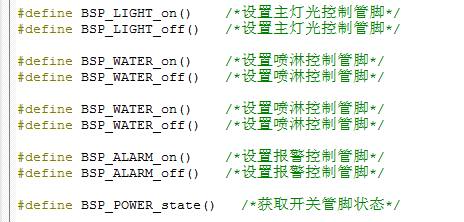 #define BSP_LIGHT_on()    /*设置主灯光控制管脚*/
#define BSP_LIGHT_off()   /*设置主灯光控制管脚*/
#define BSP_WATER_on()    /*设置喷淋控制管脚*/
#define BSP_WATER_off()   /*设置喷淋控制管脚*/
#define BSP_WATER_on()    /*设置喷淋控制管脚*/
#define BSP_WATER_off()   /*设置喷淋控制管脚*/
#define BSP_ALARM_on()    /*设置报警控制管脚*/
#define BSP_ALARM_off()   /*设置报警控制管脚*/
#define BSP_POWER_state()   /*获取开关管脚状态*/